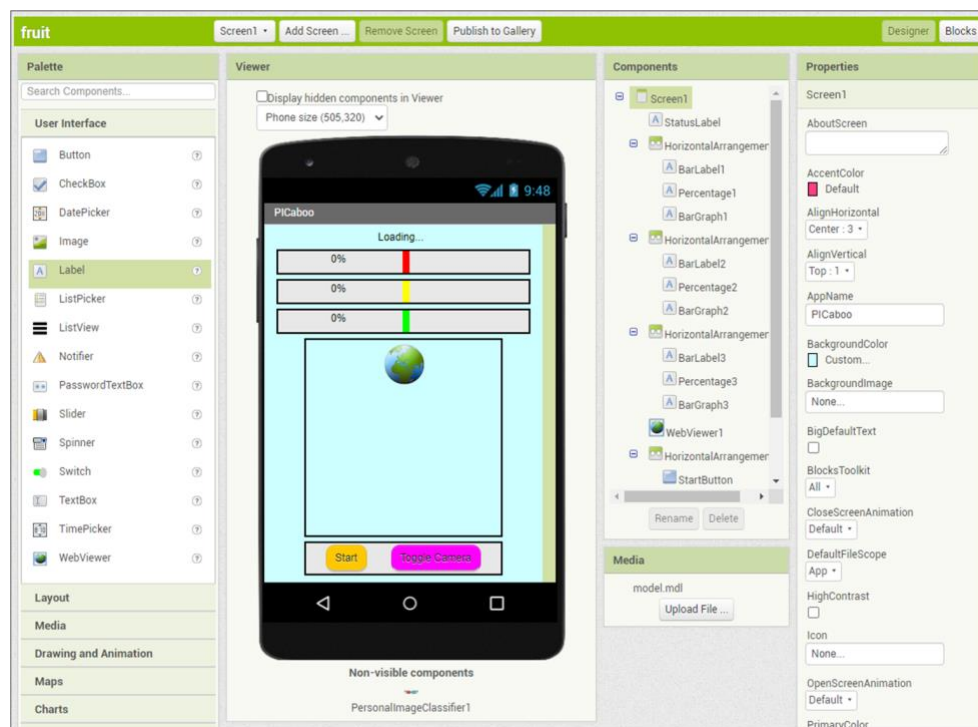 fruit
Screen1
Add Screen ...
Remove Screen
Publish to Gallery
Designer
Blocks
Palette
Search Components...
User Interface
Button
CheckBox
DatePicker
Image
Label
ListPicker
ListView
Notifier
PasswordTextBox
Slider
Spinner
Switch
TextBox
TimePicker
WebViewer
Layout
Media
Drawing and Animation
Maps
Charts
Viewer
Display hidden components in Viewer
Phone size (505,320)
9:48
PICaboo
Loading...
0%
0%
0%
Start
Toggle Camera
Non-visible components
PersonalImageClassifier1
Components
Screen1
StatusLabel
HorizontalArrangemer
BarLabel1
Percentage1
BarGraph1
HorizontalArrangemer
BarLabel2
Percentage2
BarGraph2
HorizontalArrangemer
BarLabel3
Percentage3
BarGraph3
WebViewer1
HorizontalArrangemer
StartButton
Rename
Delete
Media
model.mdl
Upload File ...
Properties
Screen1
AboutScreen
AccentColor
Default
AlignHorizontal
Center : 3
AlignVertical
Top : 1
AppName
PICaboo
BackgroundColor
Custom...
BackgroundImage
None...
BigDefaultText
BlocksToolkit
All
CloseScreenAnimation
Default
DefaultFileScope
App
HighContrast
Icon
None...
OpenScreenAnimation
Default
PrimaryColor